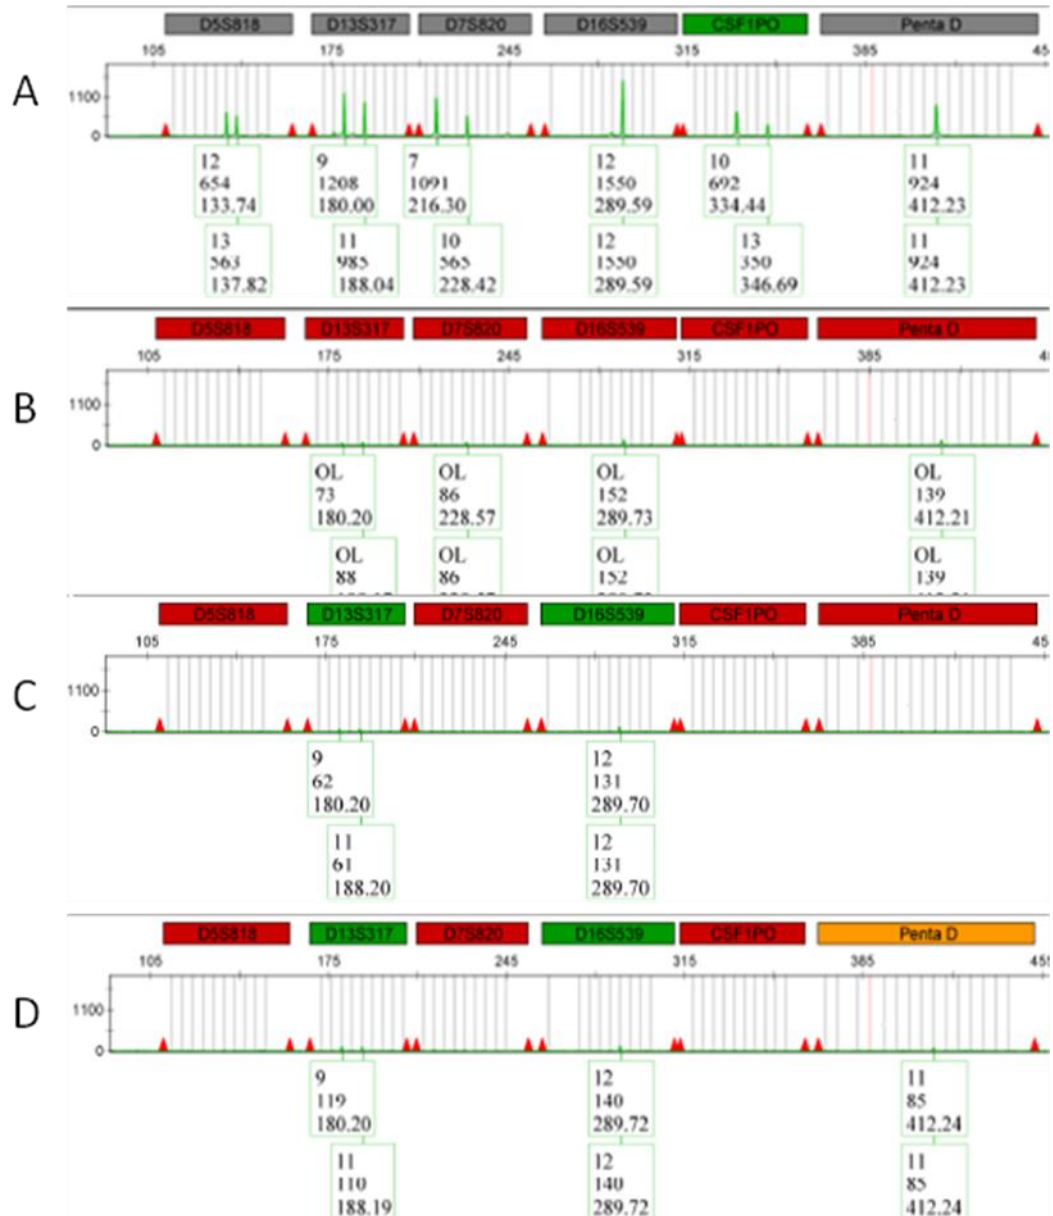 D5S818 D13S317 D7S820 D16S539 CSF1PO Penta D
105 175 245 315 385 45
A
1100
0
12 9 7 12 10 11
654 1208 1091 1550 692 924
133.74 180.00 216.30 289.59 334.44 412.23
13 11 10 12 13 11
563 985 565 1550 350 924
137.82 188.04 228.42 289.59 346.69 412.23
D5S818 D13S317 D7S820 D16S539 CSF1PO Penta D
105 175 245 315 385
B
1100
0
OL OL OL OL
73 86 152 139
180.20 228.57 289.73 412.21
OL OL OL OL
88 86 152 139
D5S818 D13S317 D7S820 D16S539 CSF1PO Penta D
105 175 245 315 385 45
C
1100
0
9 12
62 131
180.20 289.70
11 12
61 131
188.20 289.70
D5S818 D13S317 D7S820 D16S539 CSF1PO Penta D
105 175 245 315 385 455
D
1100
0
9 12 11
119 140 85
180.20 289.72 412.24
11 12 11
110 140 85
188.19 289.72 412.24